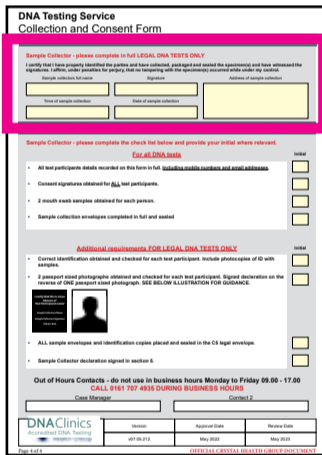 DNA Testing Service
Collection and Consent Form
Sample Collector - please complete in full LEGAL DNA TESTS ONLY
I certify that I have properly identified the parties and have collected, packaged and sealed the specimen(s) and have witnessed the
signatures. I affirm, under penalties for perjury, that no tampering with the specimen(s) occurred while under my control.
Sample collectors full name
Signature
Address of sample collection
Time of sample collection
Date of sample collection
Sample Collector - please complete the check list below and provide your initial where relevant:
For all DNA tests
Initial
• All test participants details recorded on this form in full. Including mobile numbers and email addresses.
• Consent signatures obtained for ALL test participants.
• 2 mouth swab samples obtained for each person.
• Sample collection envelopes completed in full and sealed
Additional requirements FOR LEGAL DNA TESTS ONLY
Initial
• Correct identification obtained and checked for each test participant. Include photocopies of ID with
samples.
• 2 passport sized photographs obtained and checked for each test participant. Signed declaration on the
reverse of ONE passport sized photograph. SEE BELOW ILLUSTRATION FOR GUIDANCE.
• ALL sample envelopes and identification copies placed and sealed in the CS legal envelope.
• Sample Collector declaration signed in section 6.
Out of Hours Contacts - do not use in business hours Monday to Friday 09.00 - 17.00
CALL 0161 707 4935 DURING BUSINESS HOURS
Case Manager
Contact 2
DNAClinics
Accredited DNA Testing
Version
Approval Date
Review Date
v07.05.212
May 2022
May 2023
Page 4 of 4
OFFICIAL CRYSTAL HEALTH GROUP DOCUMENT